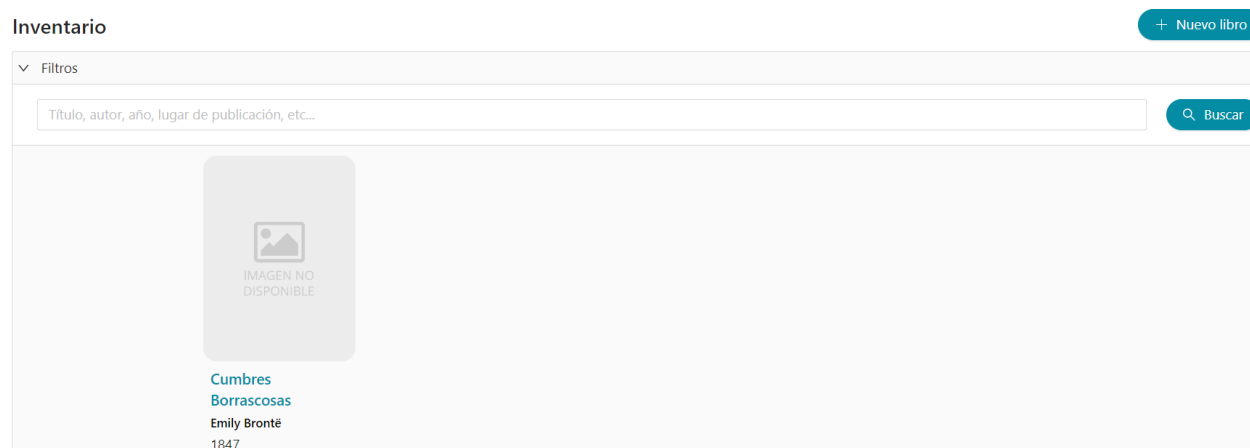 Inventario
+ Nuevo libro
Filtros
Título, autor, año, lugar de publicación, etc...
Buscar
IMAGEN NO
DISPONIBLE
Cumbres
Borrascosas
Emily Brontë
1847